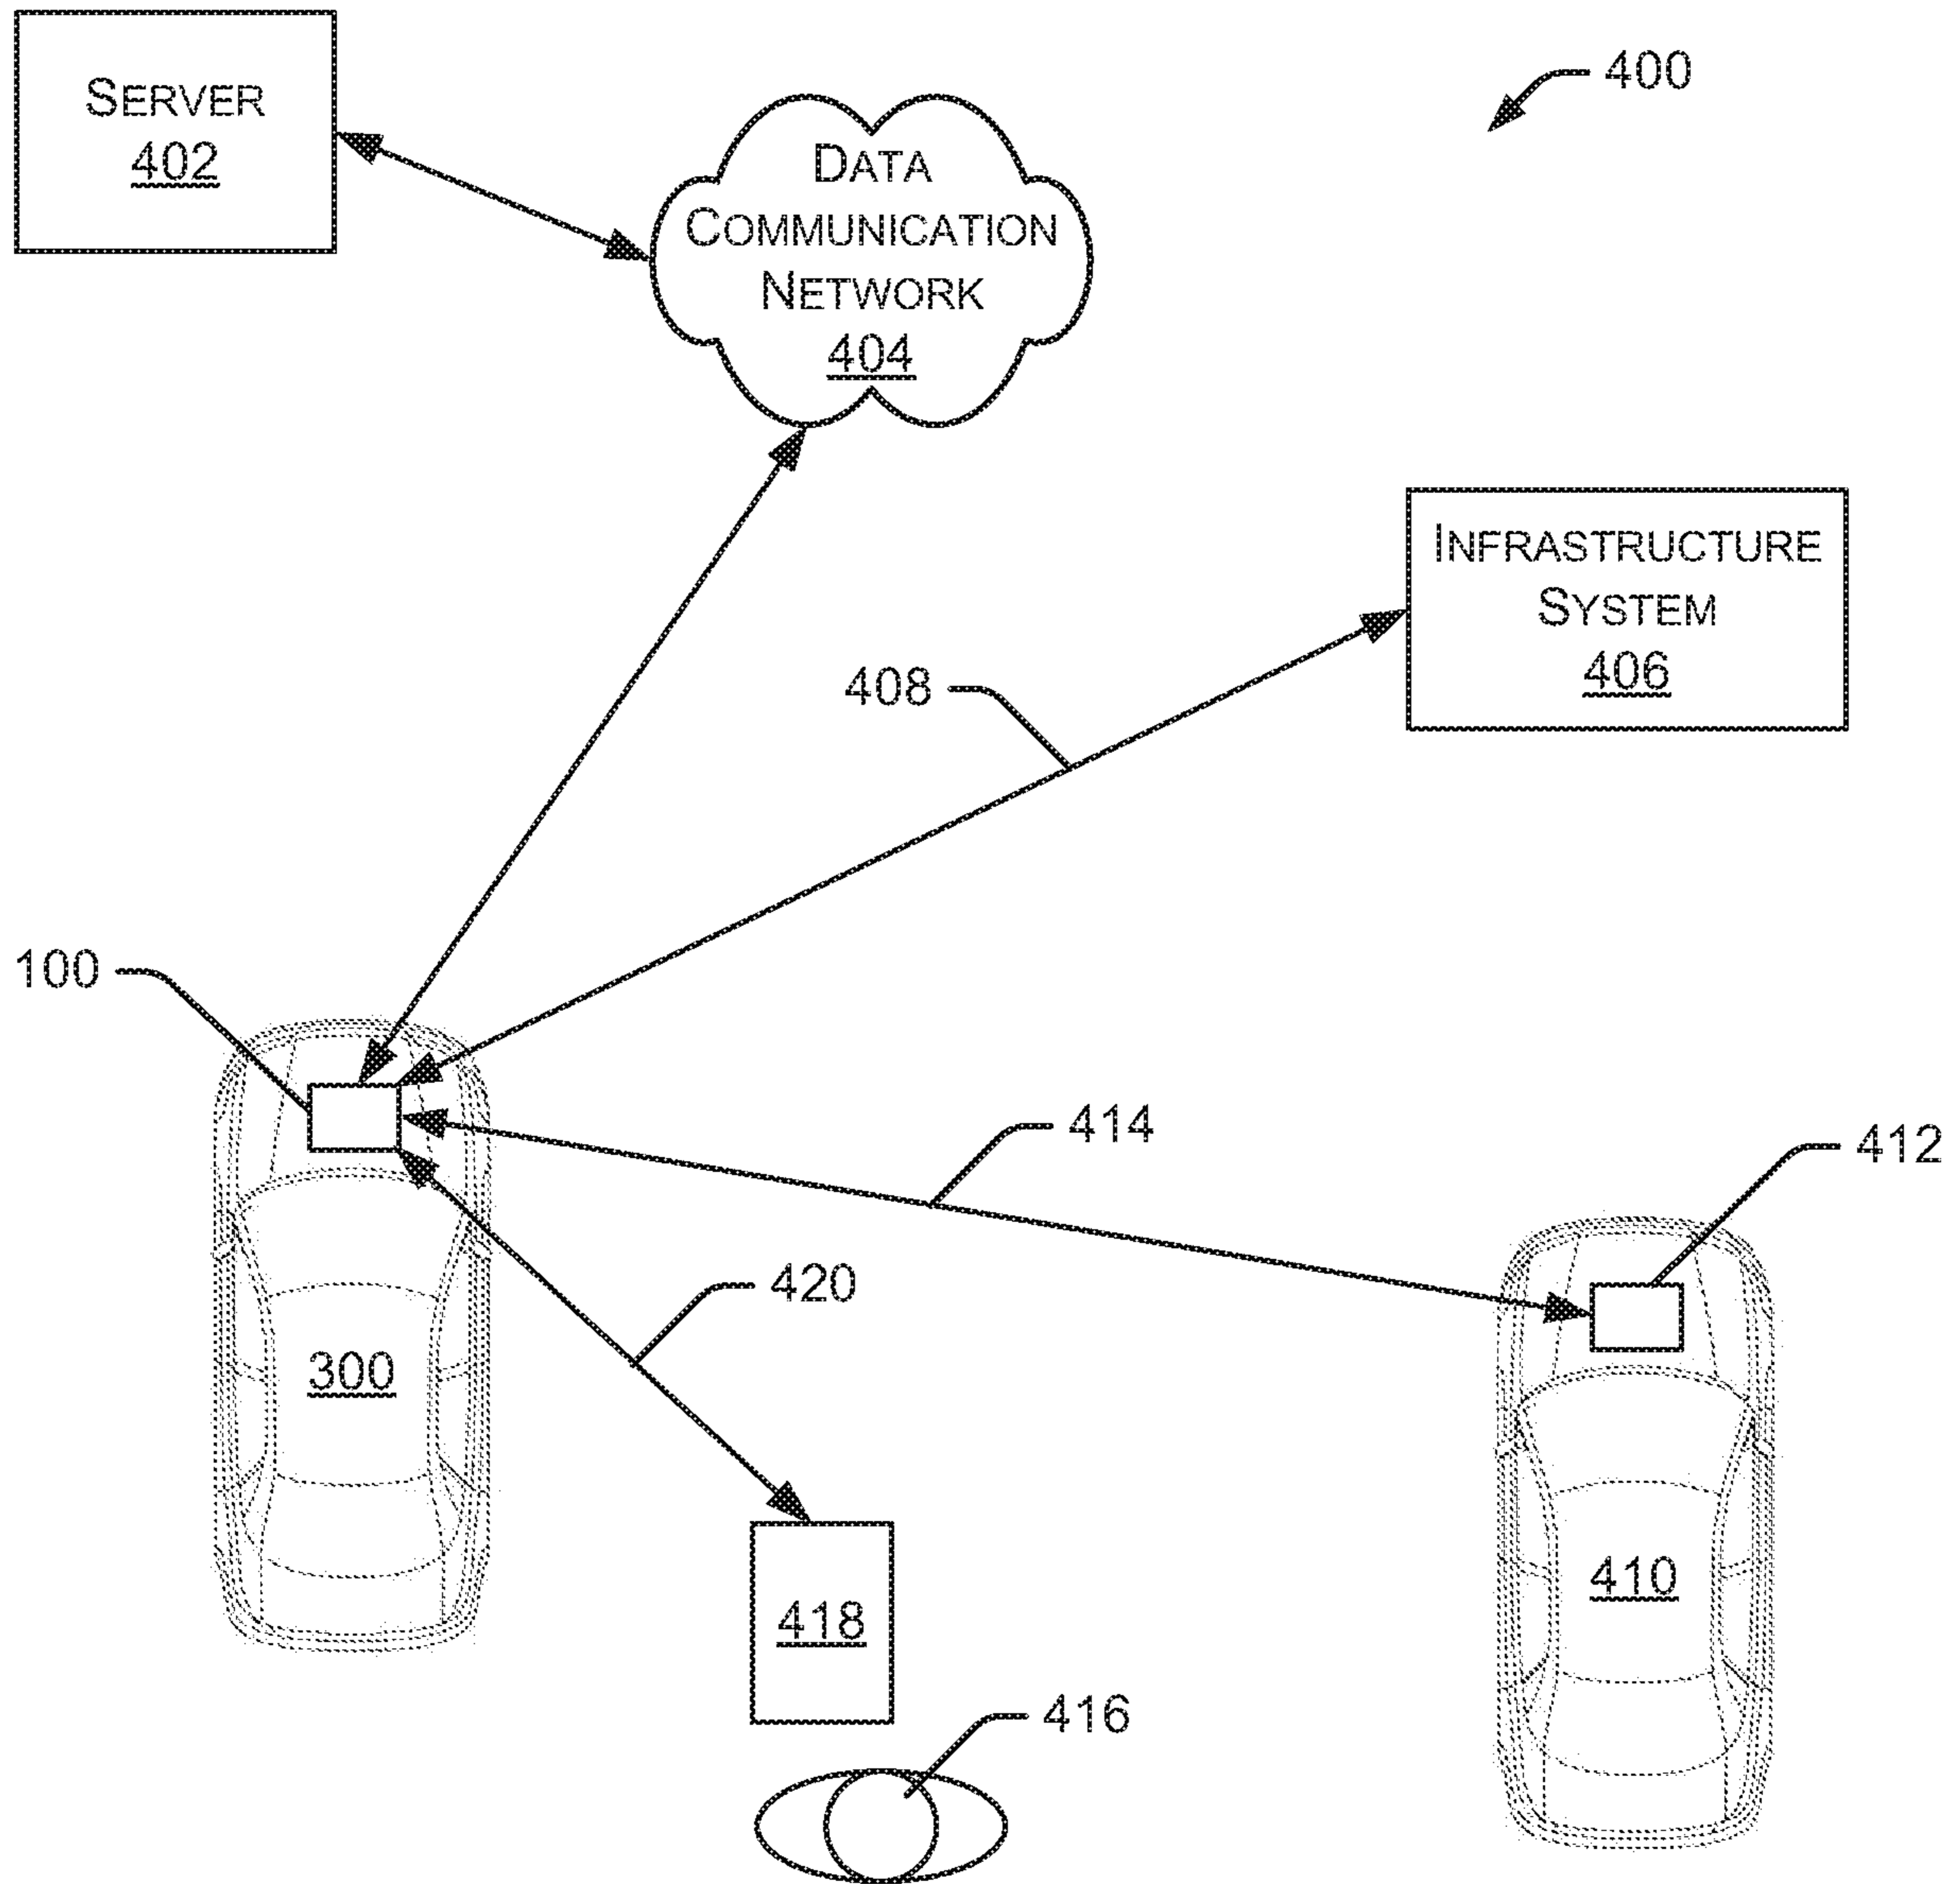 SERVER
402
400
DATA
COMMUNICATION
NETWORK
404
INFRASTRUCTURE
SYSTEM
406
408
100
414
412
420
300
410
418
416